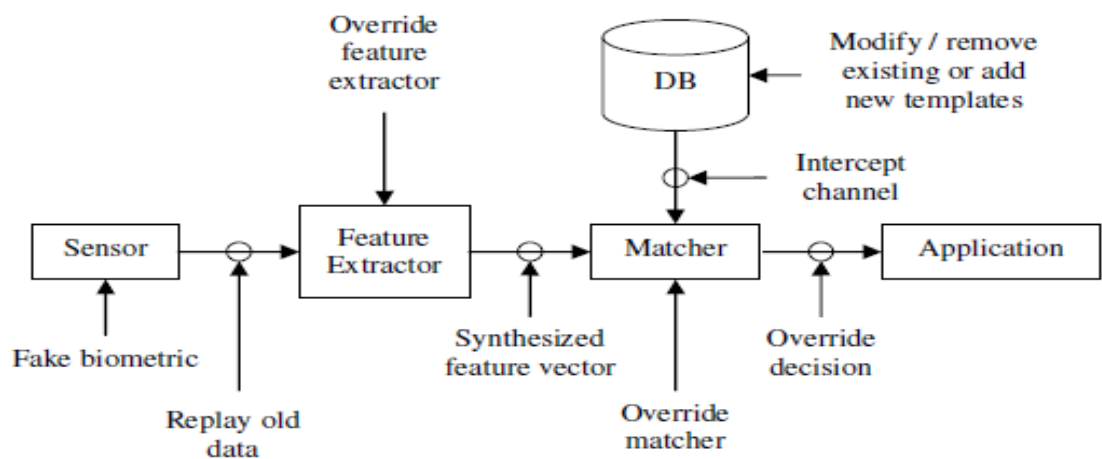 Override
feature
extractor
DB
Modify / remove
existing or add
new templates
Intercept
channel
Sensor
Feature
Extractor
Matcher
Application
Fake biometric
Replay old
data
Synthesized
feature vector
Override
matcher
Override
decision